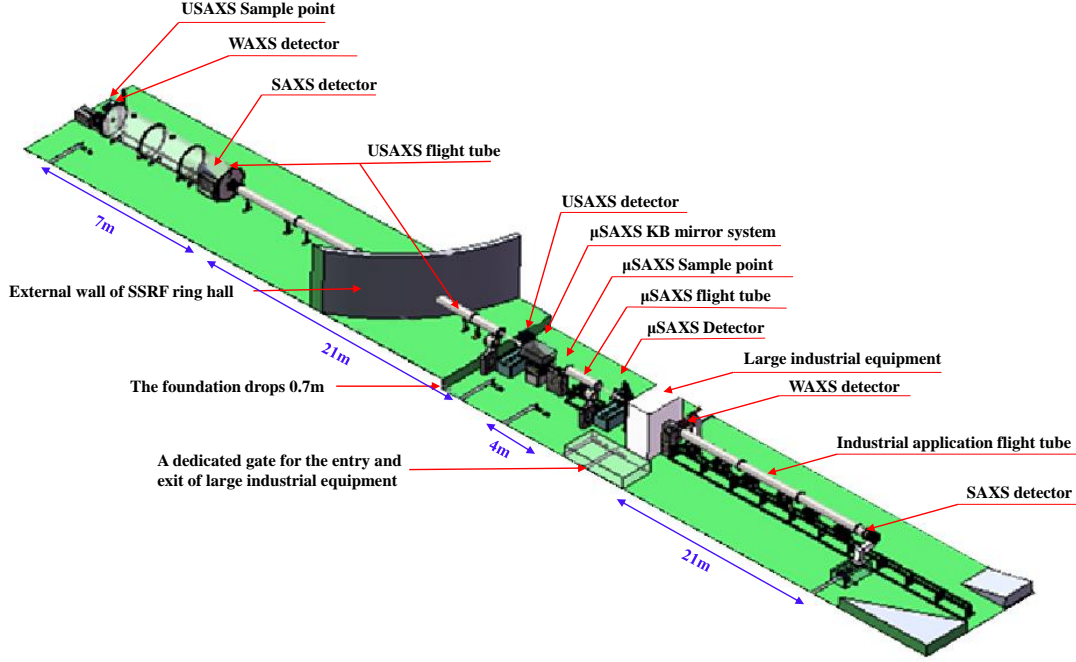 USAXS Sample point
WAXS detector
SAXS detector
USAXS flight tube
USAXS detector
μSAXS KB mirror system
μSAXS Sample point
μSAXS flight tube
μSAXS Detector
Large industrial equipment
WAXS detector
Industrial application flight tube
SAXS detector
7m
External wall of SSRF ring hall
21m
The foundation drops 0.7m
4m
A dedicated gate for the entry and
exit of large industrial equipment
21m